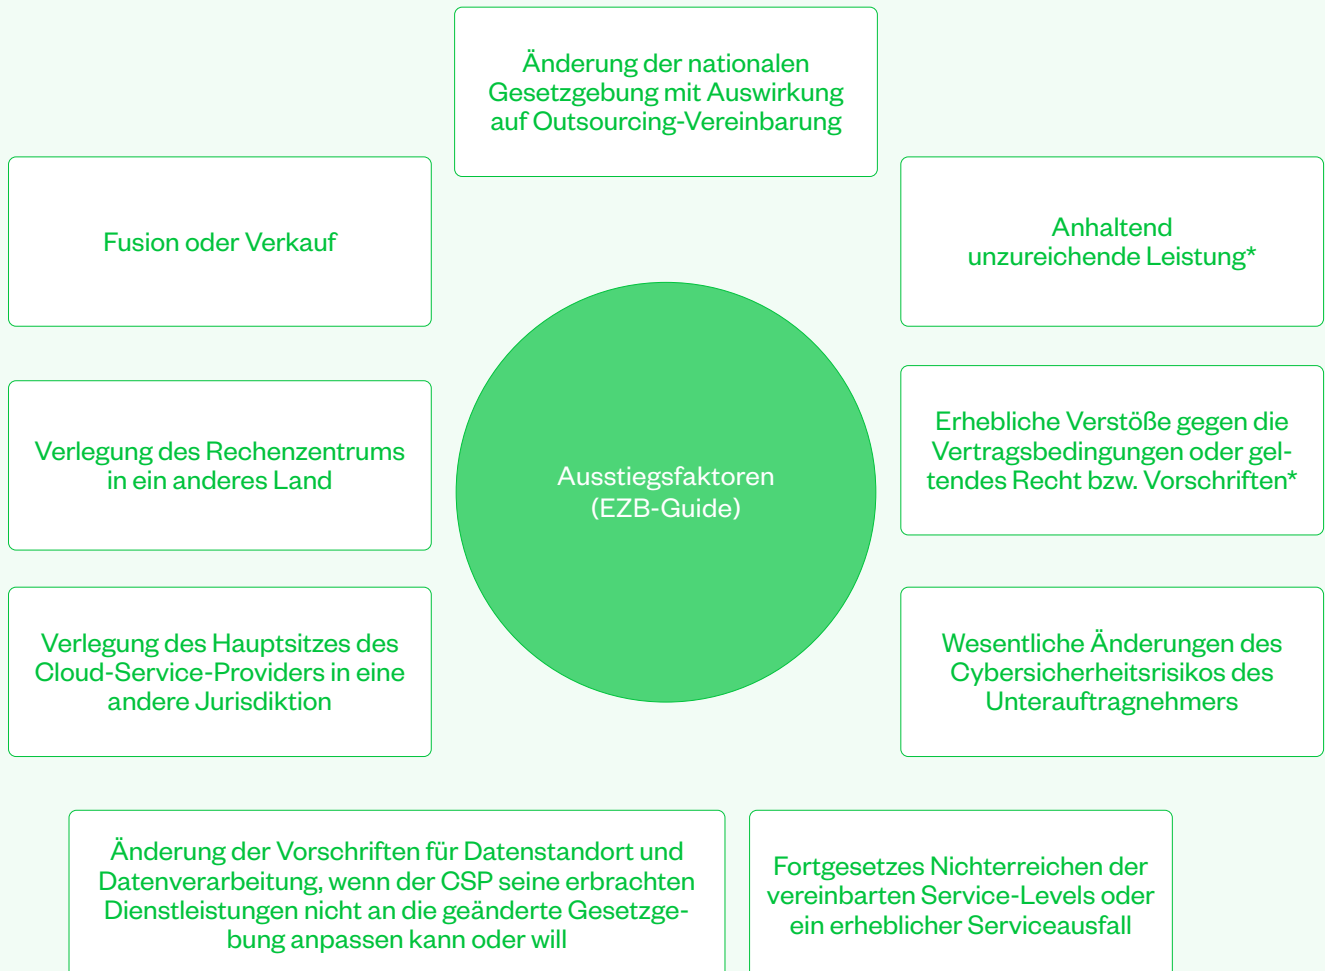 Änderung der nationalen
Gesetzgebung mit Auswirkung
auf Outsourcing-Vereinbarung
Fusion oder Verkauf
Anhaltend
unzureichende Leistung*
Verlegung des Rechenzentrums
in ein anderes Land
Ausstiegsfaktoren
(EZB-Guide)
Erhebliche Verstöße gegen die
Vertragsbedingungen oder gel-
tendes Recht bzw. Vorschriften*
Verlegung des Hauptsitzes des
Cloud-Service-Providers in eine
andere Jurisdiktion
Wesentliche Änderungen des
Cybersicherheitsrisikos des
Unterauftragnehmers
Änderung der Vorschriften für Datenstandort und
Datenverarbeitung, wenn der CSP seine erbrachten
Dienstleistungen nicht an die geänderte Gesetzge-
bung anpassen kann oder will
Fortgesetzes Nichterreichen der
vereinbarten Service-Levels oder
ein erheblicher Serviceausfall